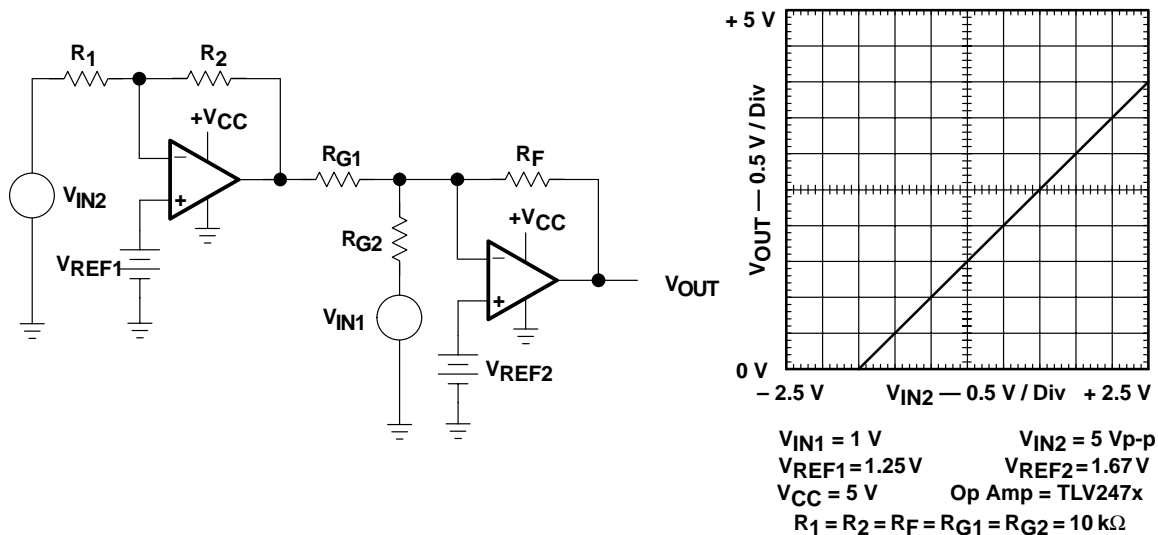 R1
R2
+VCC
−
+
VIN2
VREF1
RG1
RG2
VIN1
RF
+VCC
−
+
VREF2
VOUT
+ 5 V
VOUT — 0.5 V / Div
0 V
– 2.5 V
VIN2 — 0.5 V / Div
+ 2.5 V
VIN1 = 1 V
VIN2 = 5 Vp-p
VREF1 = 1.25 V
VREF2 = 1.67 V
VCC = 5 V
Op Amp = TLV247x
R1 = R2 = RF = RG1 = RG2 = 10 kΩ